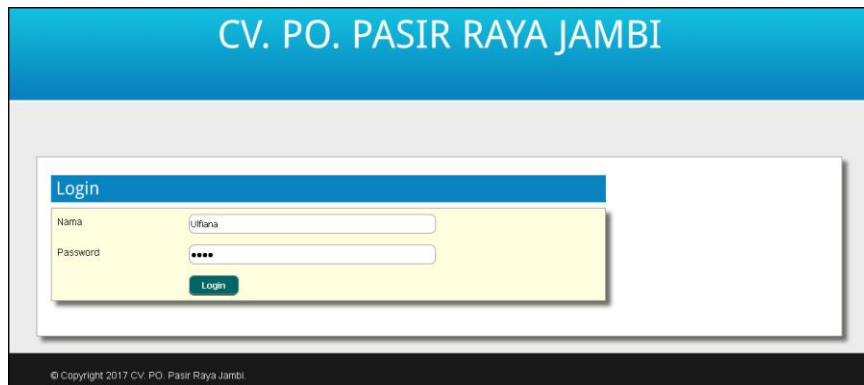 CV. PO. PASIR RAYA JAMBI
Login
Nama
Ulfiana
Password
••••
Login
© Copyright 2017 CV. PO. Pasir Raya Jambi.